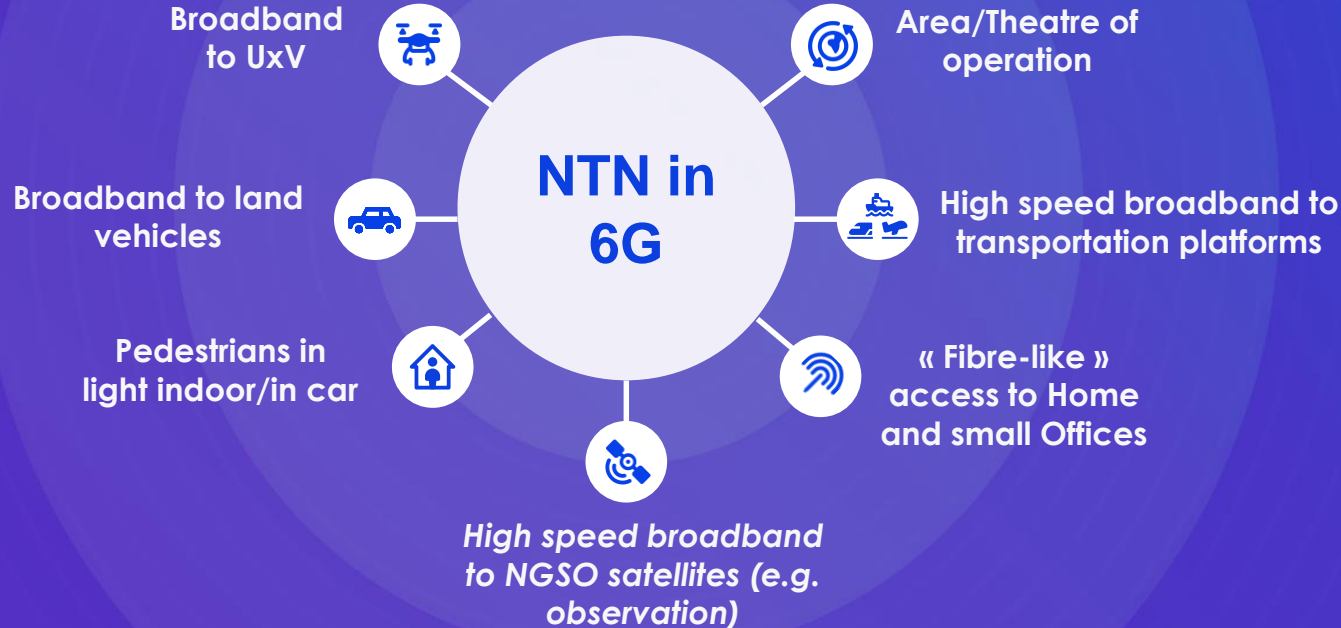 Broadband
to UxV
Area/Theatre of
operation
NTN in
6G
Broadband to land
vehicles
High speed broadband to
transportation platforms
Pedestrians in
light indoor/in car
« Fibre-like »
access to Home
and small Offices
High speed broadband
to NGSO satellites (e.g.
observation)